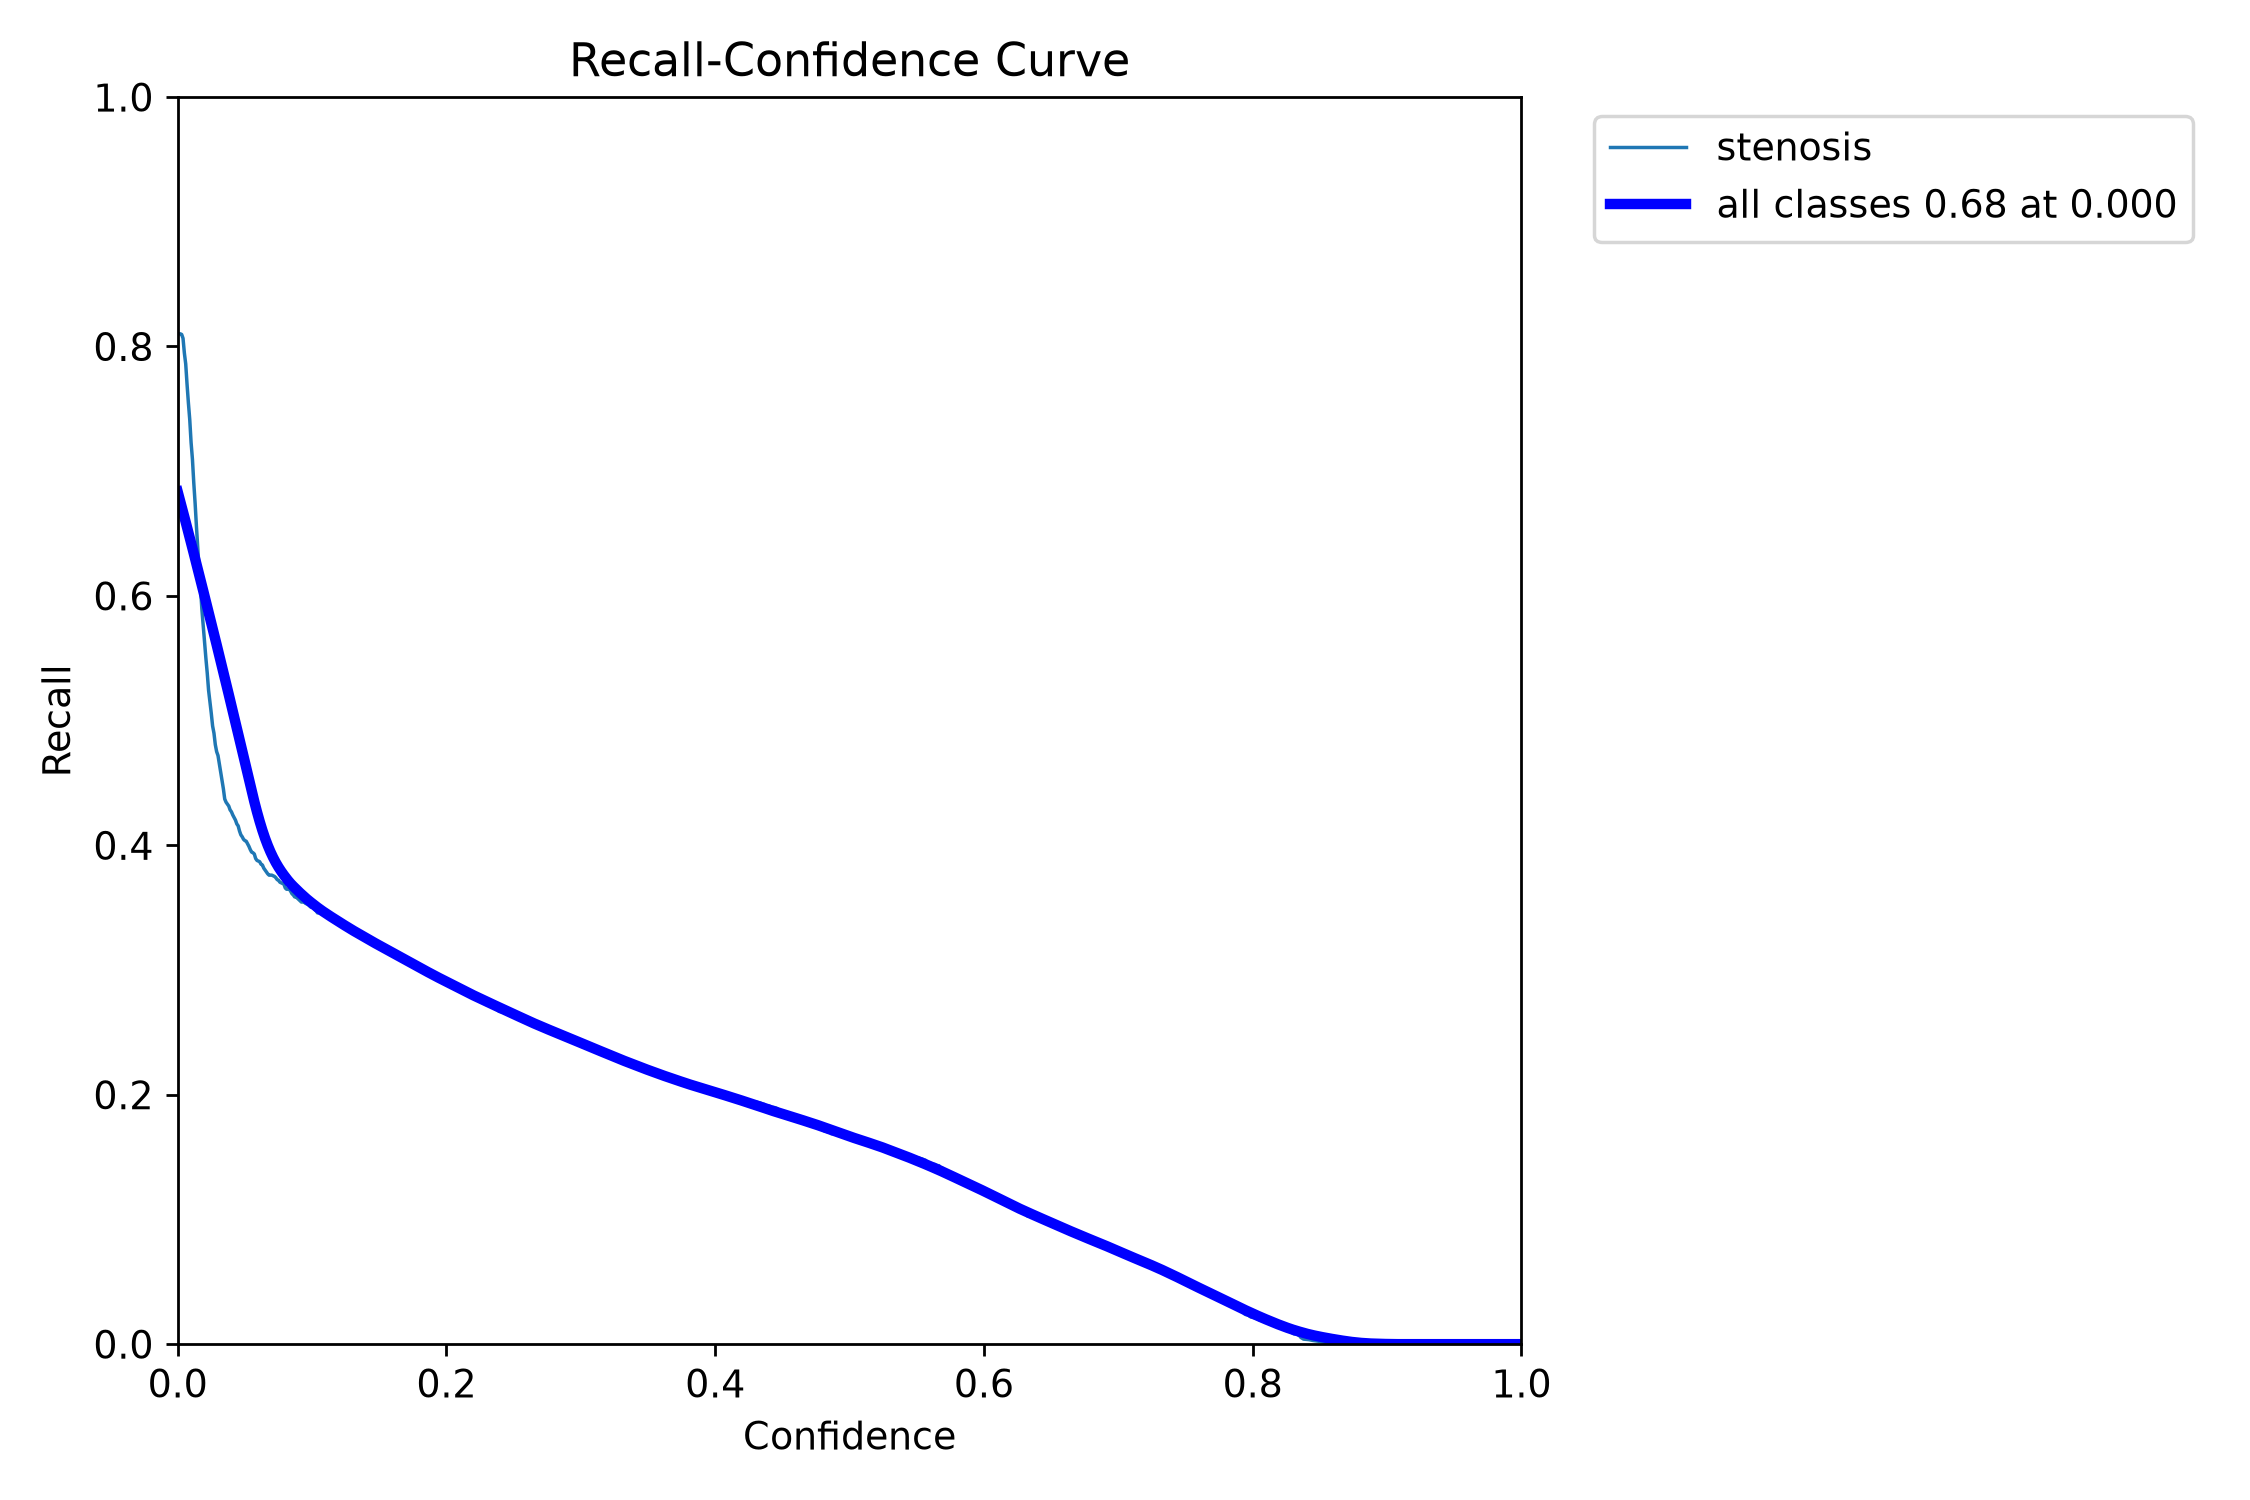 Recall-Confidence Curve
1.0
0.8
0.6
0.4
0.2
0.0
Recall
0.0 0.2 0.4 0.6 0.8 1.0
Confidence
stenosis
all classes 0.68 at 0.000